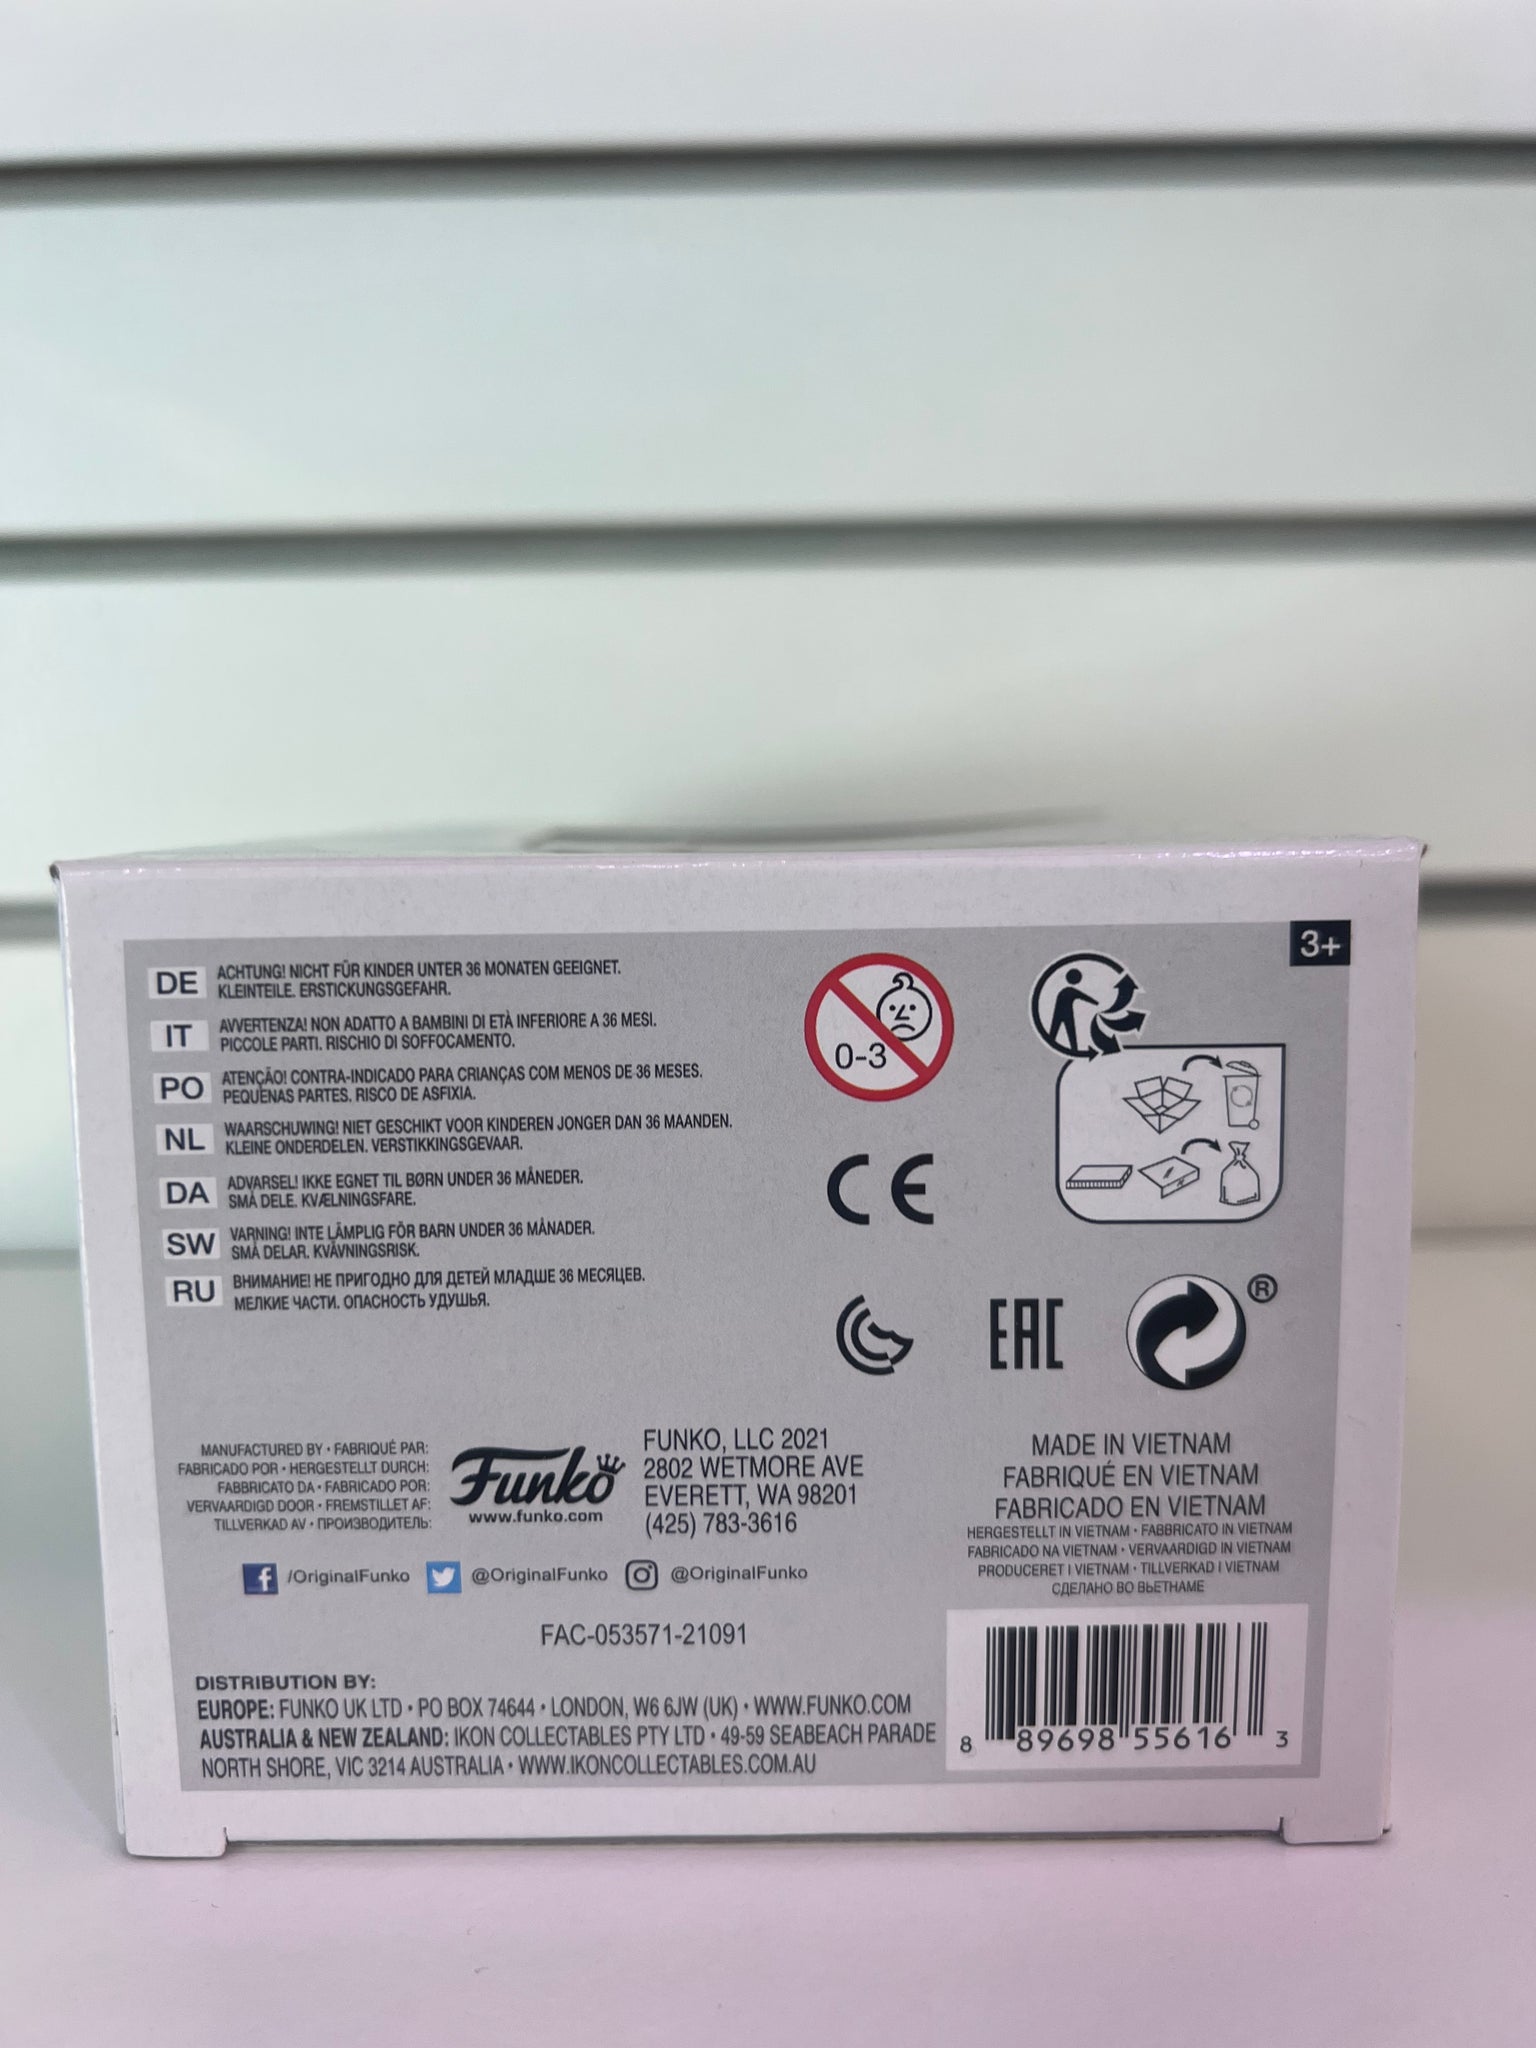 3+
DE
ACHTUNG! NICHT FÜR KINDER UNTER 36 MONATEN GEEIGNET.
KLEINTEILE. ERSTICKUNGSGEFAHR.
IT
AVVERTENZA! NON ADATTO A BAMBINI DI ETÀ INFERIORE A 36 MESI.
PICCOLE PARTI. RISCHIO DI SOFFOCAMENTO.
PO
ATENÇÃO! CONTRA-INDICADO PARA CRIANÇAS COM MENOS DE 36 MESES.
PEQUENAS PARTES. RISCO DE ASFIXIA.
NL
WAARSCHUWING! NIET GESCHIKT VOOR KINDEREN JONGER DAN 36 MAANDEN.
KLEINE ONDERDELEN. VERSTIKKINGSGEVAAR.
DA
ADVARSEL! IKKE EGNET TIL BØRN UNDER 36 MÅNEDER.
SMÅ DELE. KVÆLNINGSFARE.
SW
VARNING! INTE LÄMPLIG FÖR BARN UNDER 36 MÅNADER.
SMÅ DELAR. KVÄVNINGSRISK.
RU
ВНИМАНИЕ! НЕ ПРИГОДНО ДЛЯ ДЕТЕЙ МЛАДШЕ 36 МЕСЯЦЕВ.
МЕЛКИЕ ЧАСТИ. ОПАСНОСТЬ УДУШЬЯ.
0-3
CE
EAC
®
MANUFACTURED BY • FABRIQUÉ PAR:
FABRICADO POR • HERGESTELLT DURCH:
FABBRICATO DA • FABRICADO POR:
VERVAARDIGD DOOR • FREMSTILLET AF:
TILLVERKAD AV • ПРОИЗВОДИТЕЛЬ:
Funko
www.funko.com
FUNKO, LLC 2021
2802 WETMORE AVE
EVERETT, WA 98201
(425) 783-3616
MADE IN VIETNAM
FABRIQUÉ EN VIETNAM
FABRICADO EN VIETNAM
HERGESTELLT IN VIETNAM • FABBRICATO IN VIETNAM
FABRICADO NA VIETNAM • VERVAARDIGD IN VIETNAM
PRODUCERET I VIETNAM • TILLVERKAD I VIETNAM
СДЕЛАНО ВО ВЬЕТНАМЕ
/OriginalFunko @OriginalFunko @OriginalFunko
FAC-053571-21091
DISTRIBUTION BY:
EUROPE: FUNKO UK LTD • PO BOX 74644 • LONDON, W6 6JW (UK) • WWW.FUNKO.COM
AUSTRALIA & NEW ZEALAND: IKON COLLECTABLES PTY LTD • 49-59 SEABEACH PARADE
NORTH SHORE, VIC 3214 AUSTRALIA • WWW.IKONCOLLECTABLES.COM.AU
8 89698 55616 3